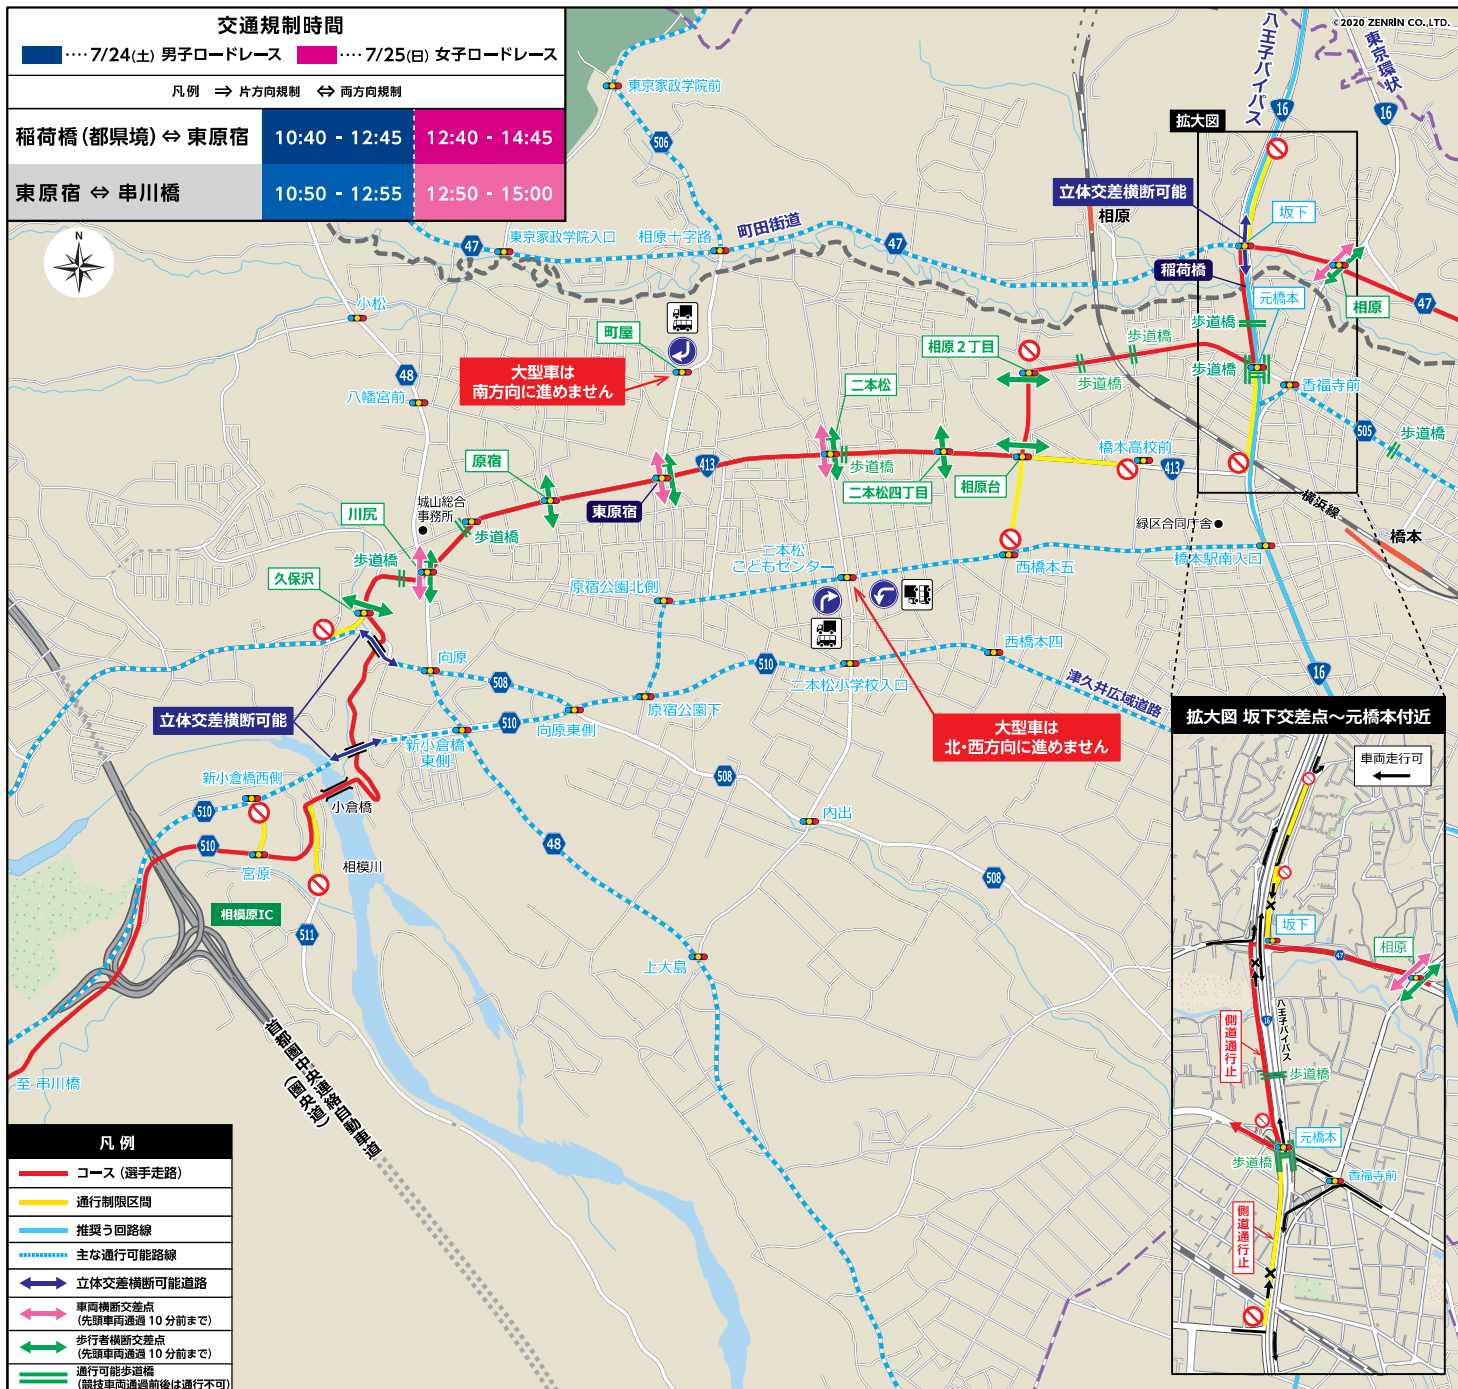 交通規制時間
····7/24(土) 男子ロードレース ····7/25(日) 女子ロードレース
凡例 ⇒ 片方向規制 ⇔ 両方向規制
稲荷橋(都県境)⇔ 東原宿 10:40 - 12:45 12:40 - 14:45
東原宿 ⇔ 串川橋 10:50 - 12:55 12:50 - 15:00
©2020 ZENRIN CO.,LTD.
八王子バイパス
東京環状
16
16
拡大図
東京家政学院前
506
立体交差横断可能
相原
坂下
町田街道
47
東京家政学院入口
相原十字路
47
稲荷橋
元橋本
相原
47
N
小松
町屋
歩道橋
歩道橋
相原2丁目
大型車は
南方向に進めません
48
八幡宮前
歩道橋
歩道橋
香福寺前
二本松
505
歩道橋
橋本高校前
413
原宿
413
歩道橋
二本松四丁目
相原台
城山総合
事務所
東原宿
横浜線
川尻
歩道橋
緑区合同庁舎
橋本
歩道橋
二本松
こどもセンター
西橋本五
橋本駅南入口
久保沢
原宿公園北側
向原
西橋本四
510
508
二本松小学校入口
16
津久井広域道路
原宿公園下
立体交差横断可能
510
向原東側
大型車は
北・西方向に進めません
新小倉橋
東側
新小倉橋西側
508
小倉橋
510
内出
510
48
宮原
相模川
508
相模原IC
511
上大島
首都圏中央連絡自動車道
(圏央道)
至 串川橋
拡大図 坂下交差点～元橋本付近
車両走行可
坂下
相原
47
16
八王子バイパス
側道通行止
歩道橋
元橋本
歩道橋
香福寺前
側道通行止
凡 例
コース(選手走路)
通行制限区間
推奨う回路線
主な通行可能路線
立体交差横断可能道路
車両横断交差点
(先頭車両通過 10 分前まで)
歩行者横断交差点
(先頭車両通過 10 分前まで)
通行可能歩道橋
(競技車両通過前後は通行不可)